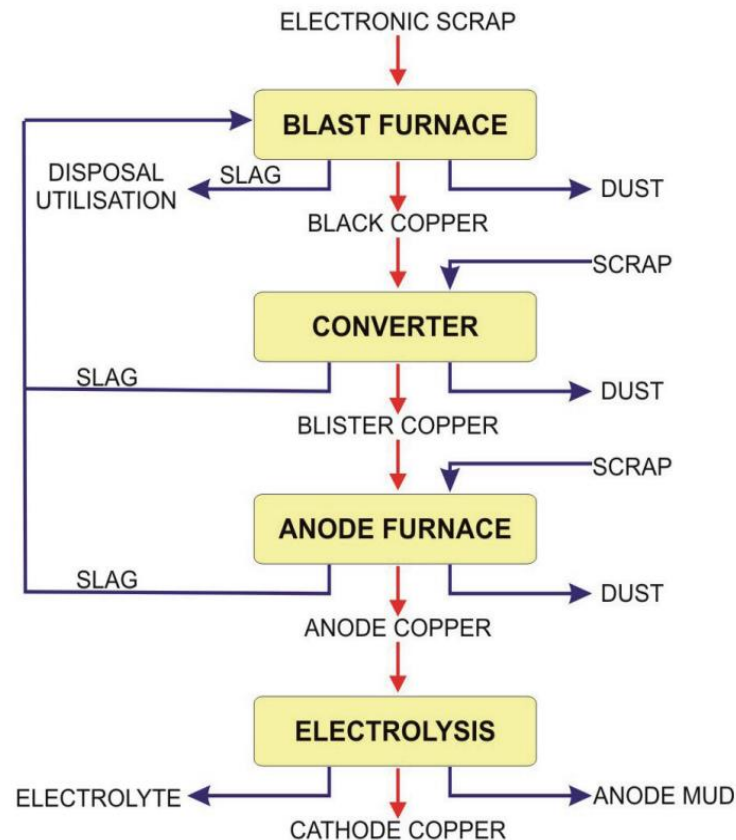 ELECTRONIC SCRAP
BLAST FURNACE
DISPOSAL
UTILISATION
SLAG
DUST
BLACK COPPER
SCRAP
CONVERTER
SLAG
DUST
BLISTER COPPER
SCRAP
ANODE FURNACE
SLAG
DUST
ANODE COPPER
ELECTROLYSIS
ELECTROLYTE
ANODE MUD
CATHODE COPPER